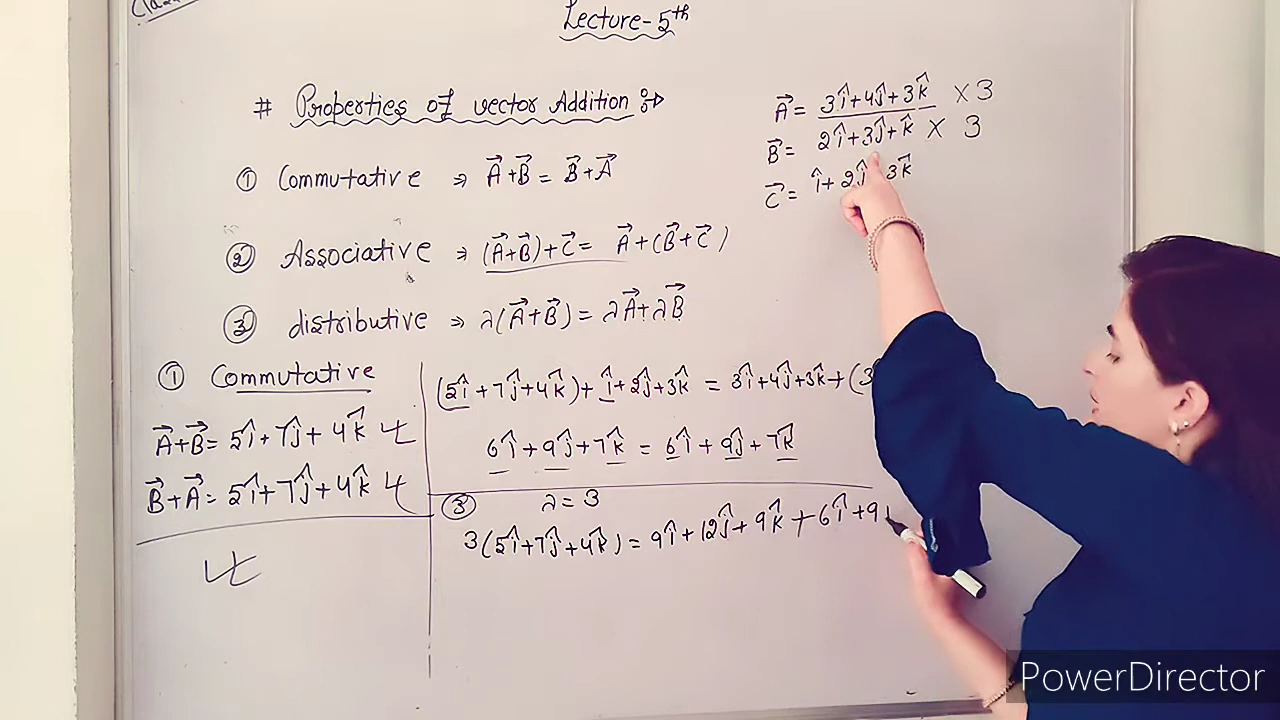 Lecture-5th
# Properties of vector Addition :-
① Commutative ⇒ A⃗+B⃗ = B⃗+A⃗
② Associative ⇒ (A⃗+B⃗)+C⃗ = A⃗+(B⃗+C⃗)
③ distributive ⇒ λ(A⃗+B⃗) = λA⃗+λB⃗
A⃗ = 3î+4ĵ+3k̂ × 3
B⃗ = 2î+3ĵ+k̂ × 3
C⃗ = î+2ĵ 3k̂
① Commutative
A⃗+B⃗ = 5î+7ĵ+4k̂
B⃗+A⃗ = 5î+7ĵ+4k̂
(5î+7ĵ+4k̂)+î+2ĵ+3k̂ = 3î+4ĵ+3k̂+(3
6î+9ĵ+7k̂ = 6î+9ĵ+7k̂
③ λ=3
3(5î+7ĵ+4k̂) = 9î+12ĵ+9k̂+6î+9
PowerDirector